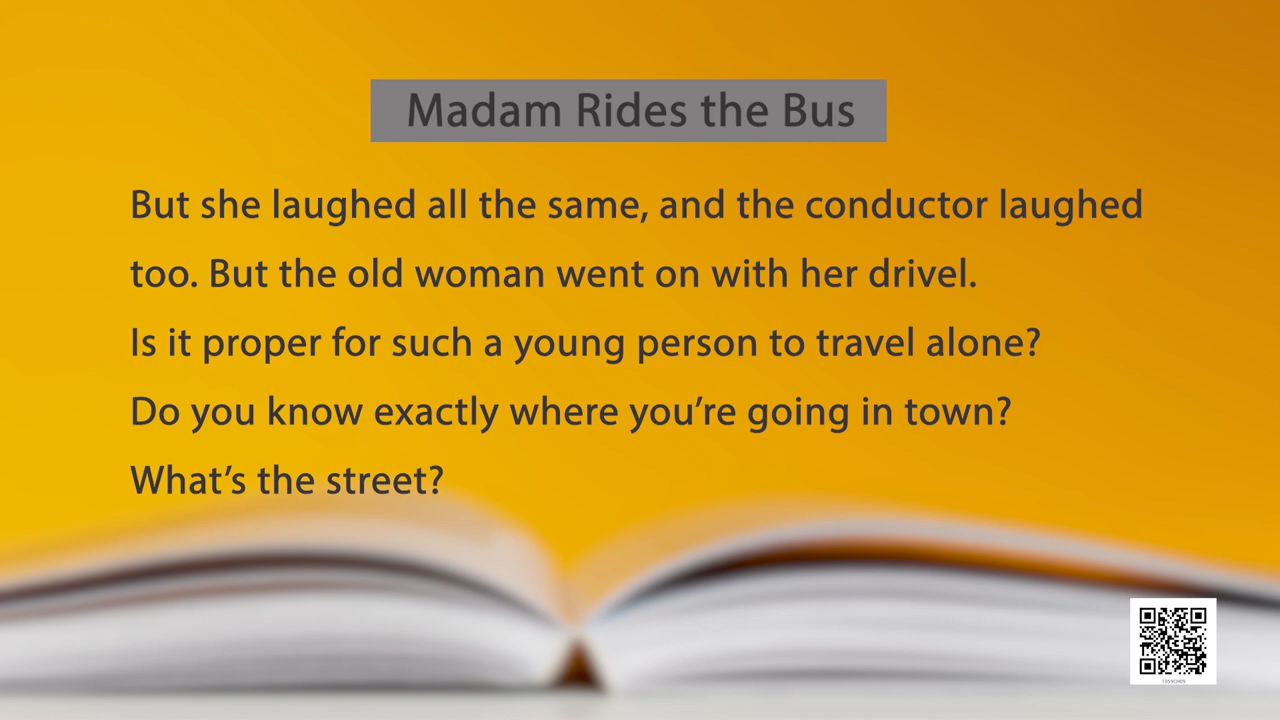 Madam Rides the Bus
But she laughed all the same, and the conductor laughed
too. But the old woman went on with her drivel.
Is it proper for such a young person to travel alone?
Do you know exactly where you’re going in town?
What’s the street?